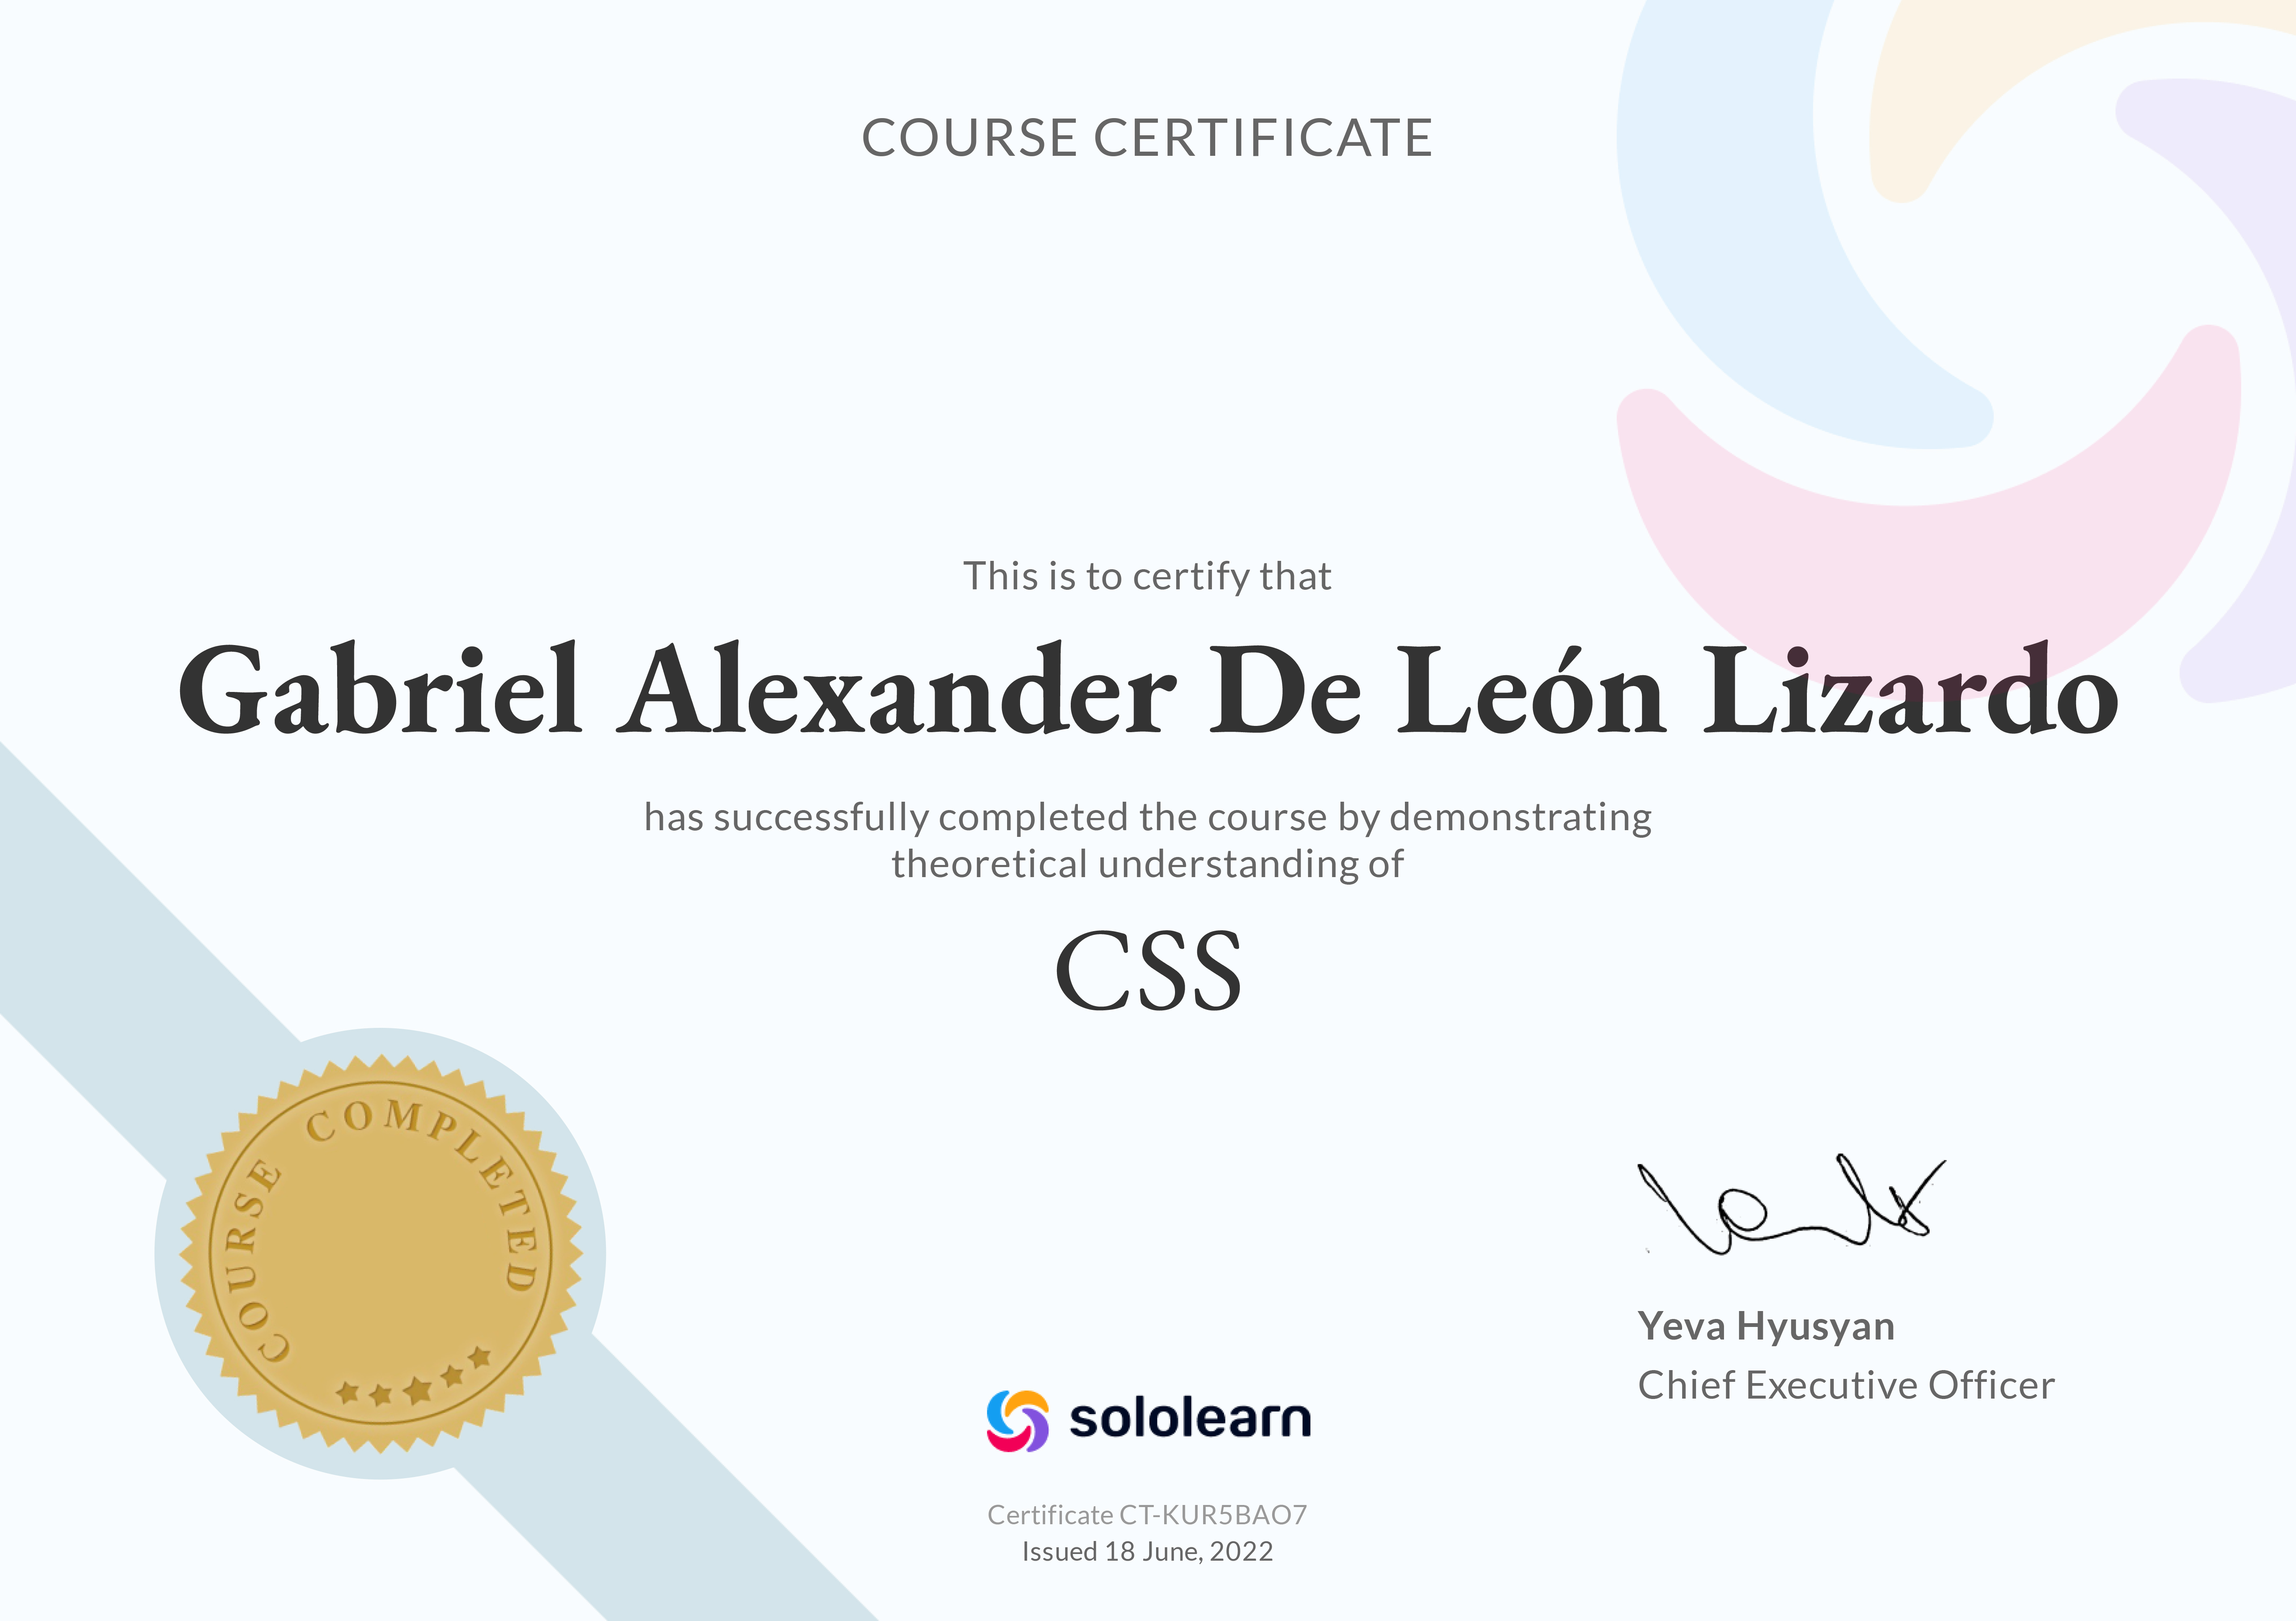 COURSE CERTIFICATE
This is to certify that
Gabriel Alexander De León Lizardo
has successfully completed the course by demonstrating
theoretical understanding of
CSS
COURSE COMPLETED
Yeva Hyusyan
Chief Executive Officer
sololearn
Certificate CT-KUR5BAO7
Issued 18 June, 2022